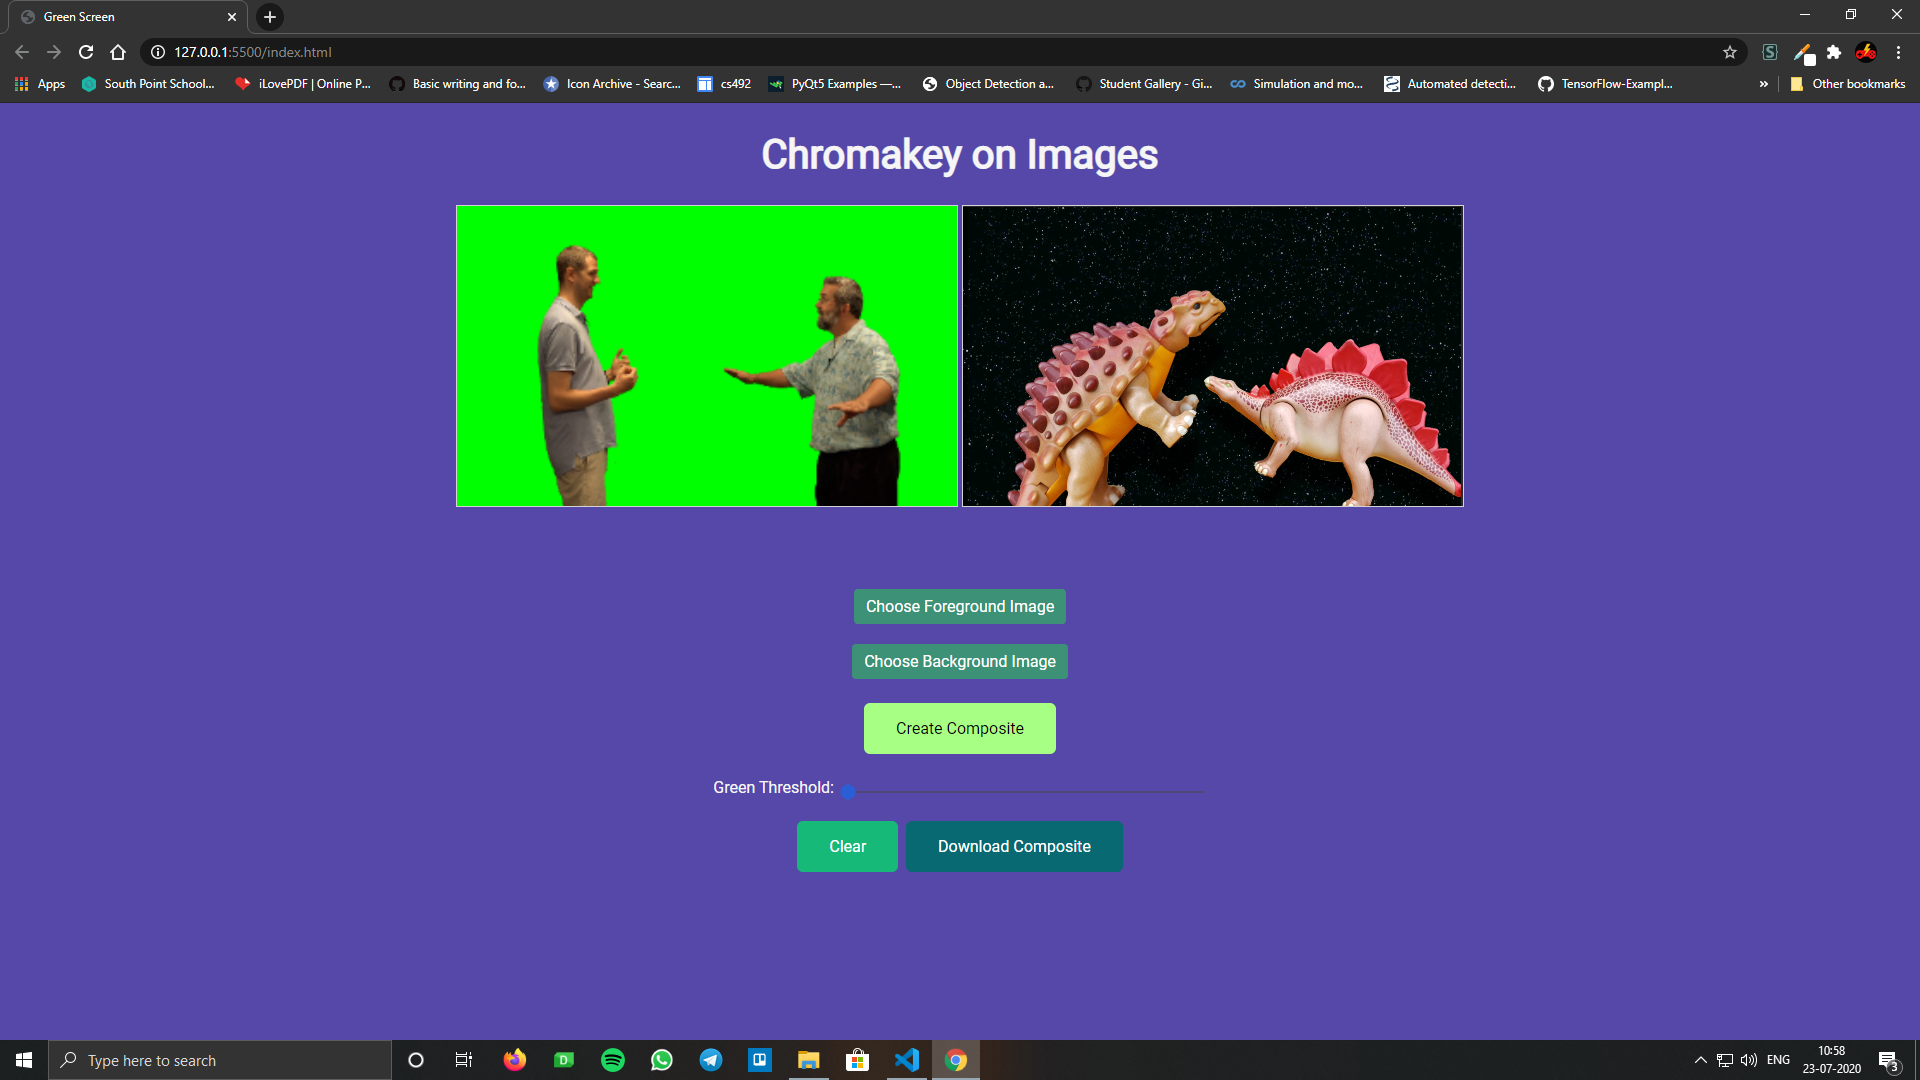 Green Screen
127.0.0.1:5500/index.html
Apps South Point School... iLovePDF | Online P... Basic writing and fo... Icon Archive - Searc... cs492 PyQt5 Examples —... Object Detection a... Student Gallery - Gi... Simulation and mo... Automated detecti... TensorFlow-Exampl... » Other bookmarks
Chromakey on Images
Choose Foreground Image
Choose Background Image
Create Composite
Green Threshold:
Clear Download Composite
Type here to search
ENG
10:58
23-07-2020
3